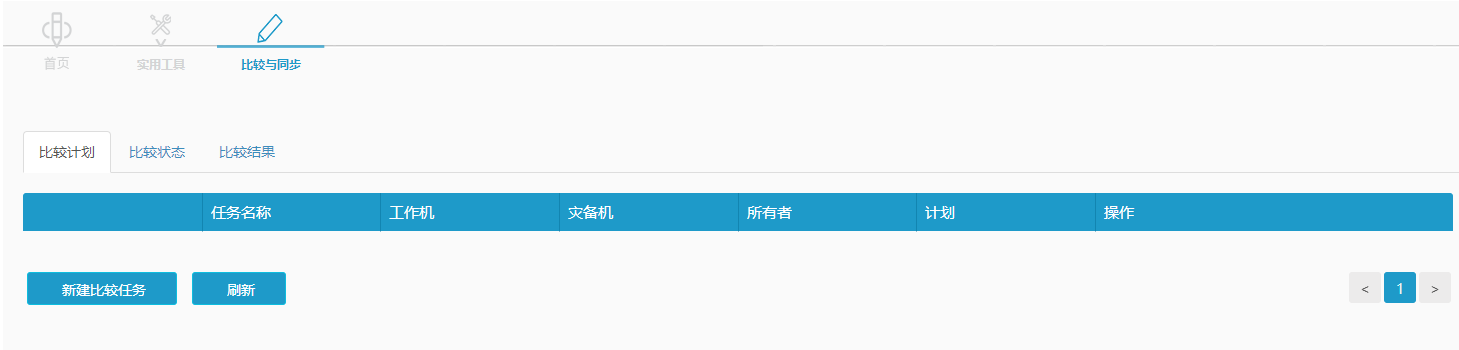 首页 实用工具 比较与同步
比较计划 比较状态 比较结果
任务名称 工作机 灾备机 所有者 计划 操作
新建比较任务 刷新 < 1 >